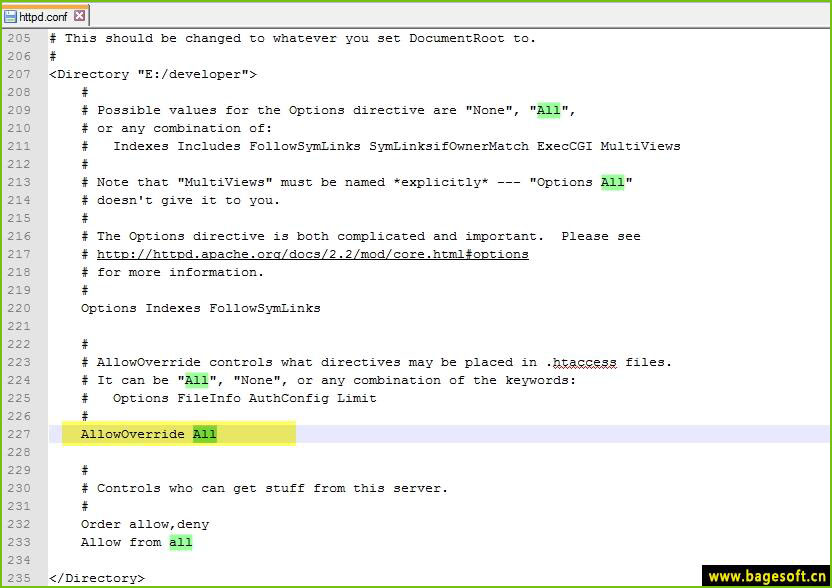 httpd.conf
205 # This should be changed to whatever you set DocumentRoot to.
206 #
207 <Directory "E:/developer">
208     #
209     # Possible values for the Options directive are "None", "All",
210     # or any combination of:
211     #   Indexes Includes FollowSymLinks SymLinksifOwnerMatch ExecCGI MultiViews
212     #
213     # Note that "MultiViews" must be named *explicitly* --- "Options All"
214     # doesn't give it to you.
215     #
216     # The Options directive is both complicated and important.  Please see
217     # http://httpd.apache.org/docs/2.2/mod/core.html#options
218     # for more information.
219     #
220     Options Indexes FollowSymLinks
221
222     #
223     # AllowOverride controls what directives may be placed in .htaccess files.
224     # It can be "All", "None", or any combination of the keywords:
225     #   Options FileInfo AuthConfig Limit
226     #
227     AllowOverride All
228
229     #
230     # Controls who can get stuff from this server.
231     #
232     Order allow,deny
233     Allow from all
234
235 </Directory>
www.bagesoft.cn